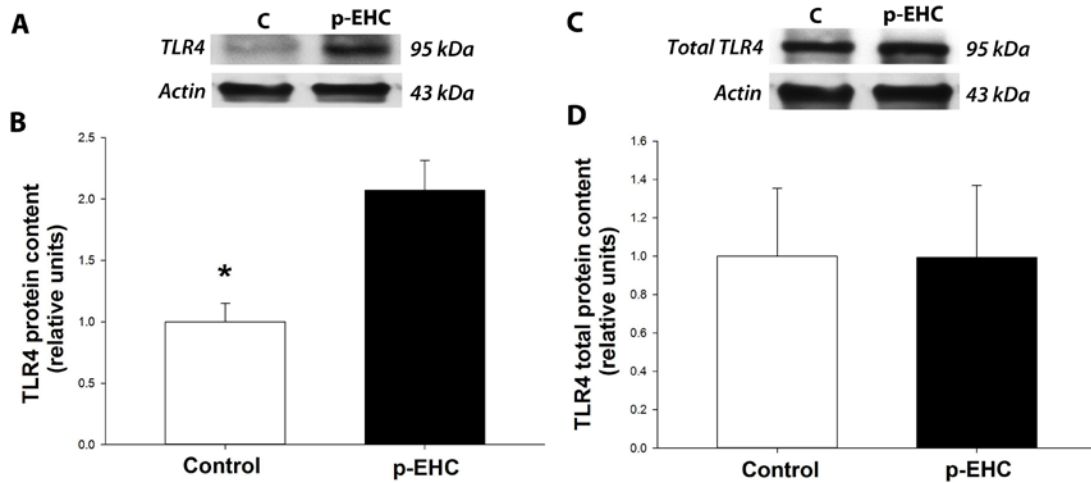 A
C p-EHC
TLR4 95 kDa
Actin 43 kDa
B
TLR4 protein content
(relative units)
2.5
2.0
1.5
1.0
0.5
0.0
*
Control p-EHC
C
C p-EHC
Total TLR4 95 kDa
Actin 43 kDa
D
TLR4 total protein content
(relative units)
1.6
1.4
1.2
1.0
0.8
0.6
0.4
0.2
0.0
Control p-EHC